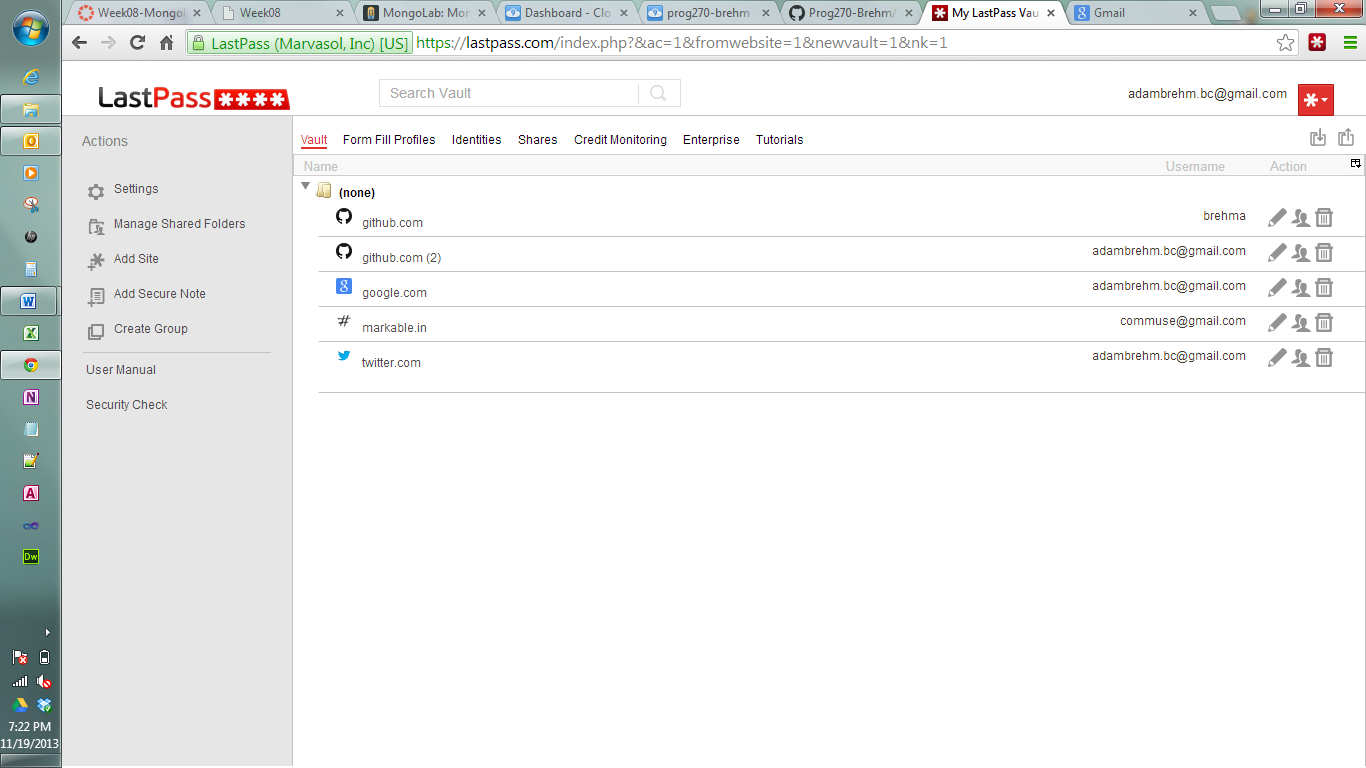 Week08-Mongol
Week08
MongoLab: Mon
Dashboard - Clo
prog270-brehm
Prog270-Brehm/
My LastPass Vau
Gmail
LastPass (Marvasol, Inc) [US]
https://lastpass.com/index.php?&ac=1&fromwebsite=1&newvault=1&nk=1
LastPass ****
Search Vault
adambrehm.bc@gmail.com
Actions
Settings
Manage Shared Folders
Add Site
Add Secure Note
Create Group
User Manual
Security Check
Vault Form Fill Profiles Identities Shares Credit Monitoring Enterprise Tutorials
Name Username Action
(none)
github.com brehma
github.com (2) adambrehm.bc@gmail.com
google.com adambrehm.bc@gmail.com
markable.in commuse@gmail.com
twitter.com adambrehm.bc@gmail.com
Dw
7:22 PM
11/19/2013